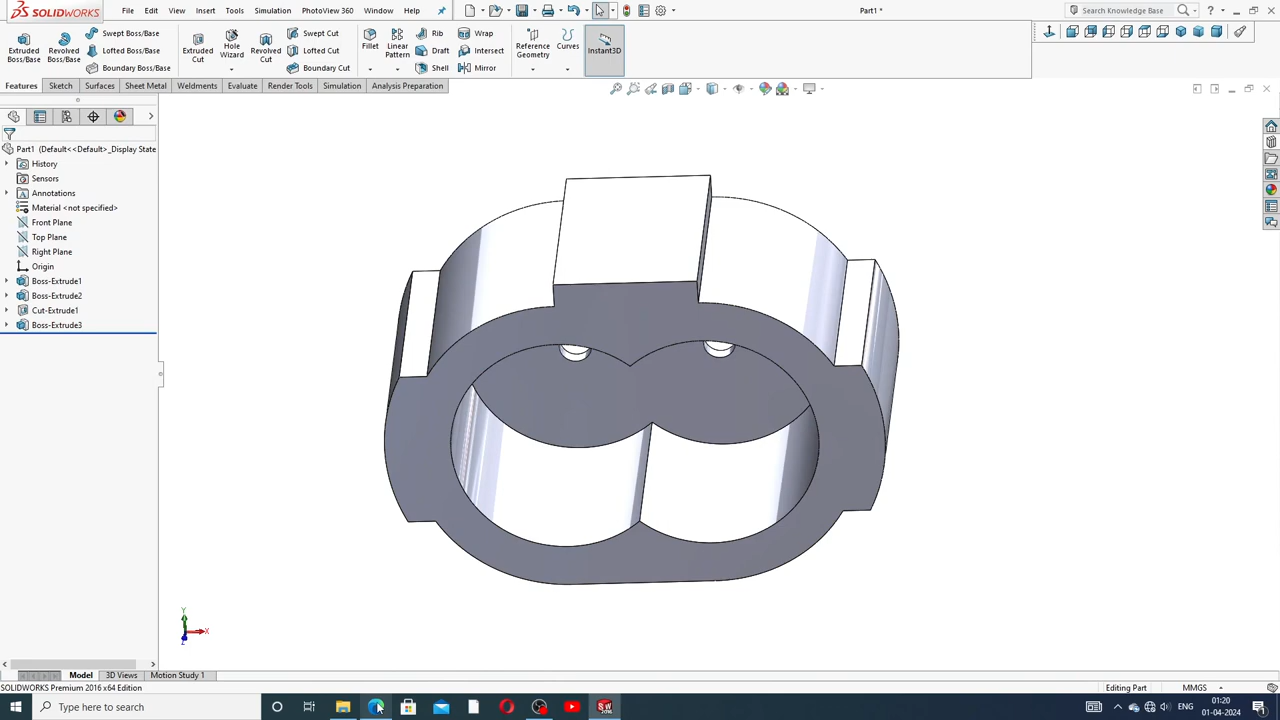 SOLIDWORKS File Edit View Insert Tools Simulation PhotoView 360 Window Help Part1 * Search Knowledge Base
Extruded Boss/Base
Revolved Boss/Base
Swept Boss/Base
Lofted Boss/Base
Boundary Boss/Base
Extruded Cut
Hole Wizard
Revolved Cut
Swept Cut
Lofted Cut
Boundary Cut
Fillet
Linear Pattern
Rib
Draft
Shell
Wrap
Intersect
Mirror
Reference Geometry
Curves
Instant3D
Features Sketch Surfaces Sheet Metal Weldments Evaluate Render Tools Simulation Analysis Preparation
Part1 (Default<<Default>_Display State
History
Sensors
Annotations
Material <not specified>
Front Plane
Top Plane
Right Plane
Origin
Boss-Extrude1
Boss-Extrude2
Cut-Extrude1
Boss-Extrude3
Y
X
Z
Model 3D Views Motion Study 1
SOLIDWORKS Premium 2016 x64 Edition Editing Part MMGS
Type here to search ENG 01:20
01-04-2024